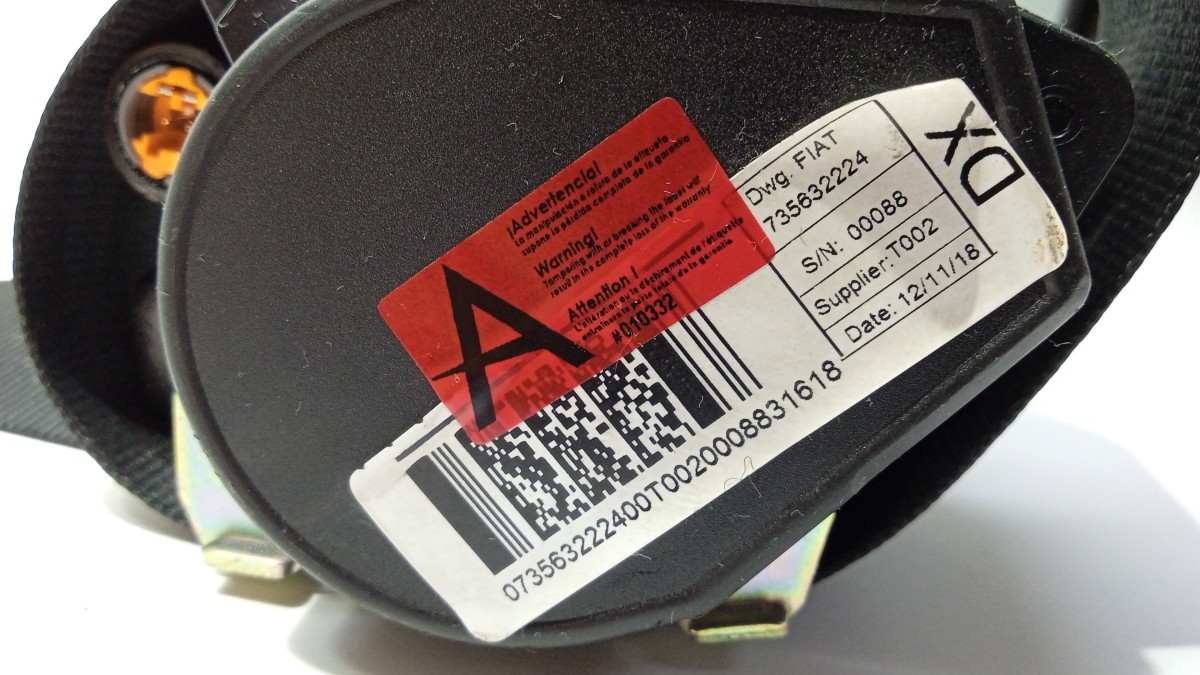 ¡Advertencia!
La manipulación o rotura de la etiqueta
supone la pérdida completa de la garantía
Warning!
Tampering with or breaking the label will
result in the complete loss of the warranty
Attention !
L'altération ou le déchirement de l'étiquette
entraînera la perte totale de la garantie
#010332
A
Dwg. FIAT
735632224
S/N: 00088
Supplier:T002
Date: 12/11/18
DX
073563222400T0020008831618